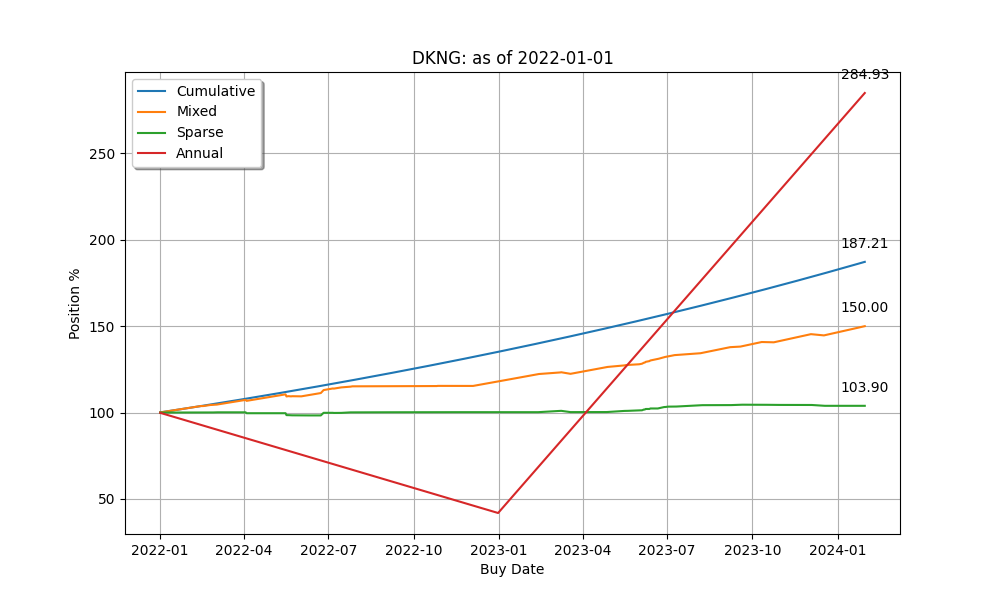 DKNG: as of 2022-01-01
284.93
Cumulative
Mixed
Sparse
Annual
250
200
187.21
150
150.00
103.90
100
50
Position %
2022-01 2022-04 2022-07 2022-10 2023-01 2023-04 2023-07 2023-10 2024-01
Buy Date